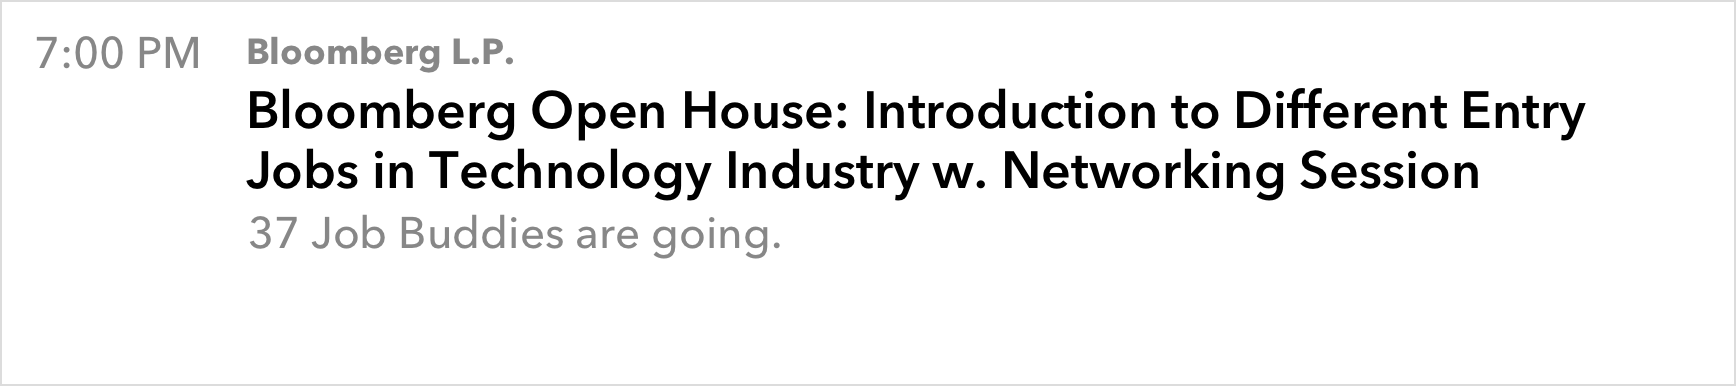 7:00 PM
Bloomberg L.P.
Bloomberg Open House: Introduction to Different Entry
Jobs in Technology Industry w. Networking Session
37 Job Buddies are going.